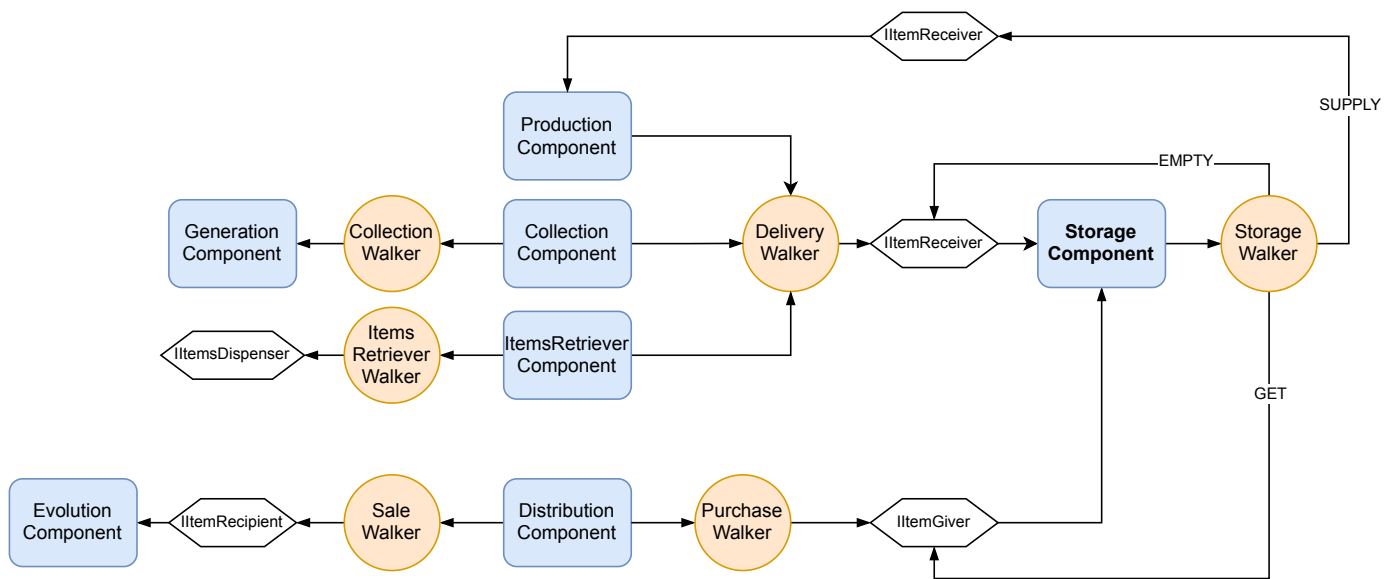 IItemReceiver
SUPPLY
Production
Component
EMPTY
Generation
Component
Collection
Walker
Collection
Component
Delivery
Walker
IItemReceiver
Storage
Component
Storage
Walker
IItemsDispenser
Items
Retriever
Walker
ItemsRetriever
Component
GET
Evolution
Component
IItemRecipient
Sale
Walker
Distribution
Component
Purchase
Walker
IItemGiver